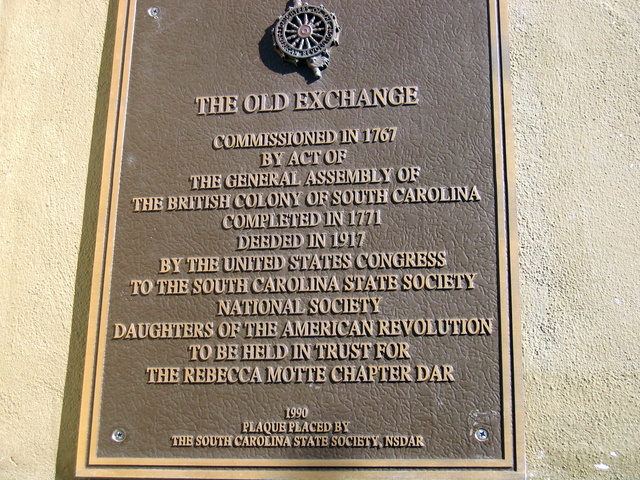 THE OLD EXCHANGE
COMMISSIONED IN 1767
BY ACT OF
THE GENERAL ASSEMBLY OF
THE BRITISH COLONY OF SOUTH CAROLINA
COMPLETED IN 1771
DEEDED IN 1917
BY THE UNITED STATES CONGRESS
TO THE SOUTH CAROLINA STATE SOCIETY
NATIONAL SOCIETY
DAUGHTERS OF THE AMERICAN REVOLUTION
TO BE HELD IN TRUST FOR
THE REBECCA MOTTE CHAPTER DAR
1990
PLAQUE PLACED BY
THE SOUTH CAROLINA STATE SOCIETY, NSDAR